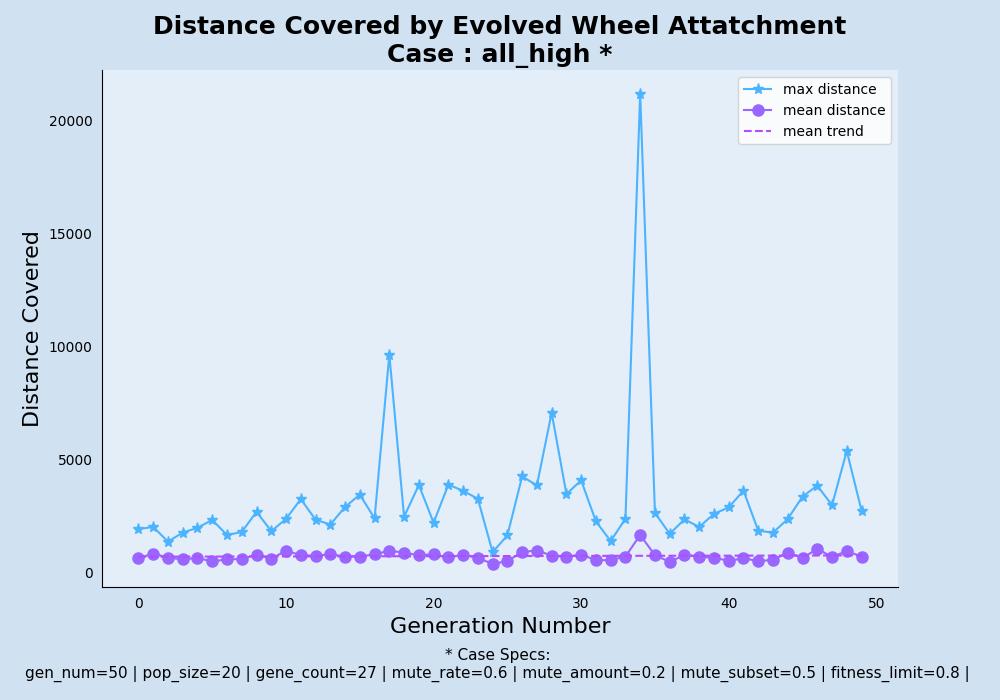 Distance Covered by Evolved Wheel Attatchment
Case : all_high *
max distance
mean distance
mean trend
Distance Covered
20000
15000
10000
5000
0
0 10 20 30 40 50
Generation Number
* Case Specs:
gen_num=50 | pop_size=20 | gene_count=27 | mute_rate=0.6 | mute_amount=0.2 | mute_subset=0.5 | fitness_limit=0.8 |